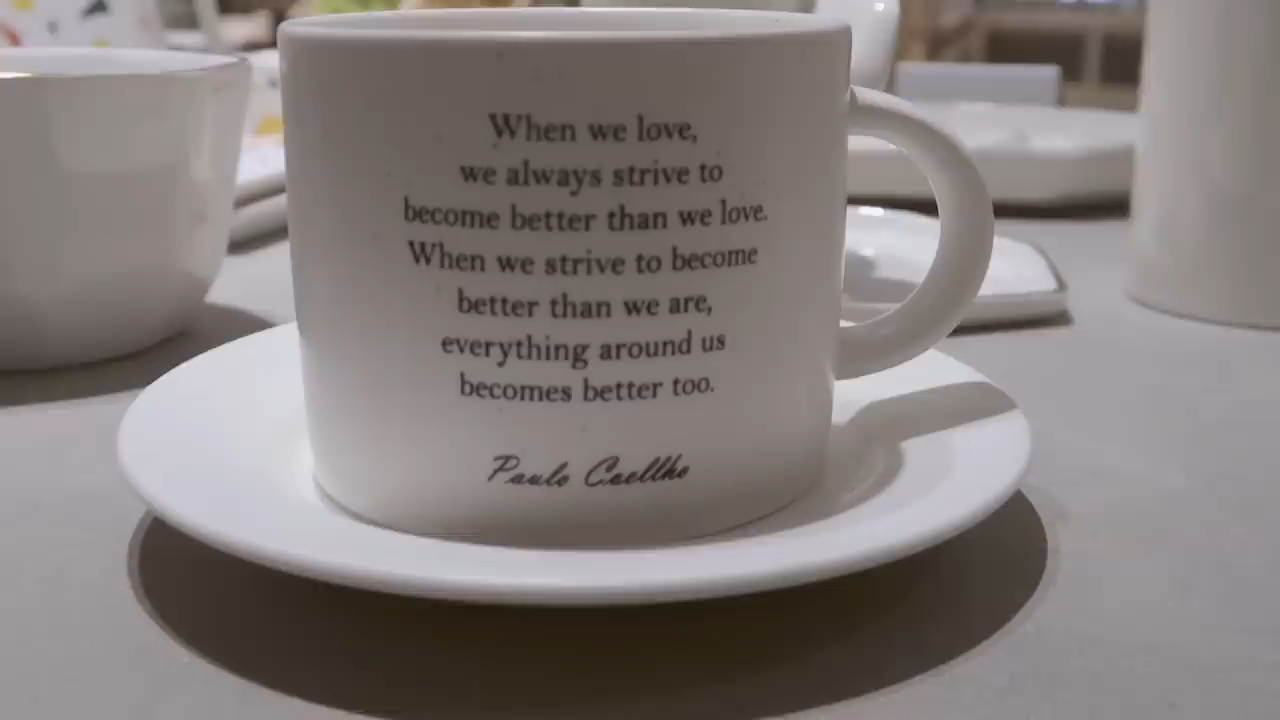 When we love,
we always strive to
become better than we love.
When we strive to become
better than we are,
everything around us
becomes better too.
Paulo Coellho